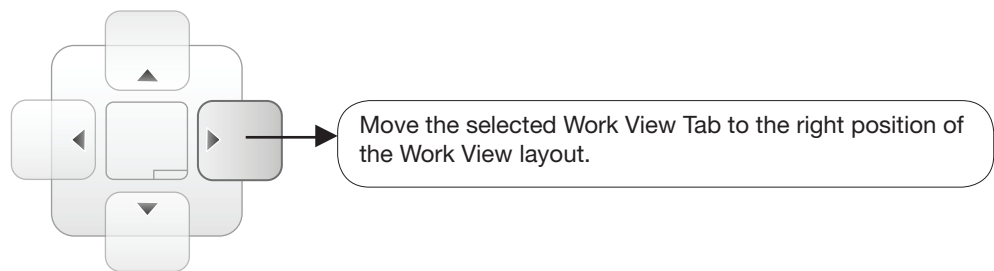 Move the selected Work View Tab to the right position of
the Work View layout.